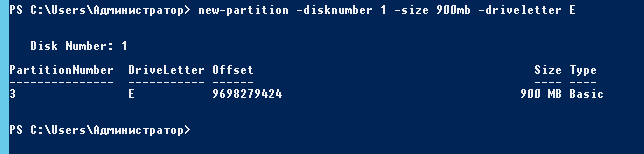 PS C:\Users\Администратор> new-partition -disknumber 1 -size 900mb -driveletter E
Disk Number: 1
PartitionNumber  DriveLetter Offset                                        Size Type
---------------  ----------- ------                                        ---- ----
3                E           9698279424                                  900 MB Basic
PS C:\Users\Администратор>